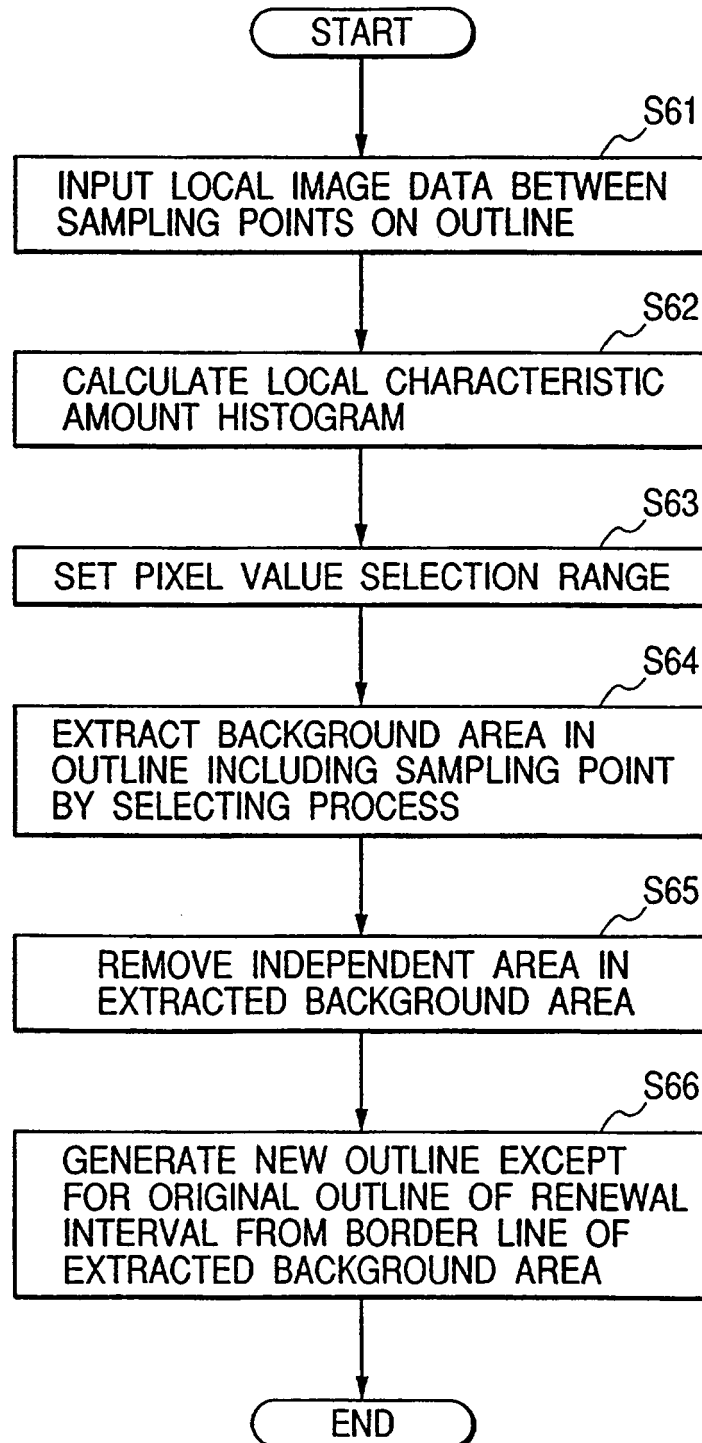 START
S61
INPUT LOCAL IMAGE DATA BETWEEN
SAMPLING POINTS ON OUTLINE
S62
CALCULATE LOCAL CHARACTERISTIC
AMOUNT HISTOGRAM
S63
SET PIXEL VALUE SELECTION RANGE
S64
EXTRACT BACKGROUND AREA IN
OUTLINE INCLUDING SAMPLING POINT
BY SELECTING PROCESS
S65
REMOVE INDEPENDENT AREA IN
EXTRACTED BACKGROUND AREA
S66
GENERATE NEW OUTLINE EXCEPT
FOR ORIGINAL OUTLINE OF RENEWAL
INTERVAL FROM BORDER LINE OF
EXTRACTED BACKGROUND AREA
END